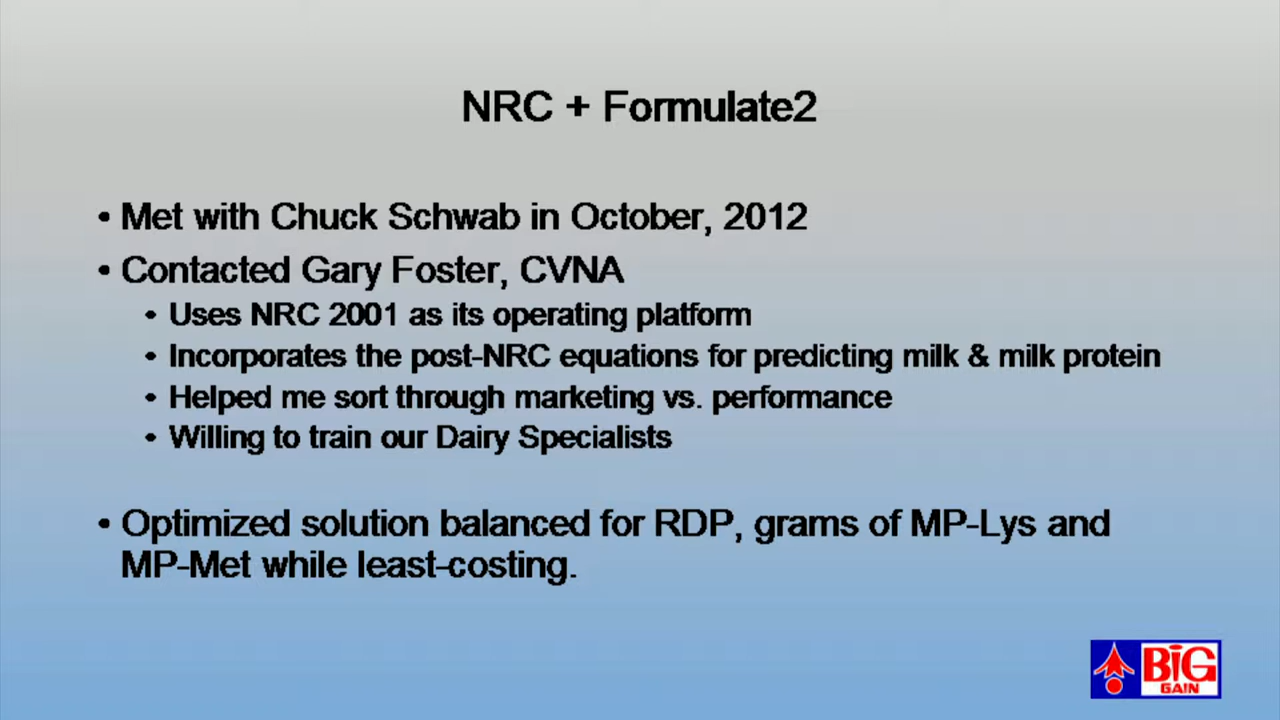 NRC + Formulate2
• Met with Chuck Schwab in October, 2012
• Contacted Gary Foster, CVNA
• Uses NRC 2001 as its operating platform
• Incorporates the post-NRC equations for predicting milk & milk protein
• Helped me sort through marketing vs. performance
• Willing to train our Dairy Specialists
• Optimized solution balanced for RDP, grams of MP-Lys and
MP-Met while least-costing.
BiG
GAIN